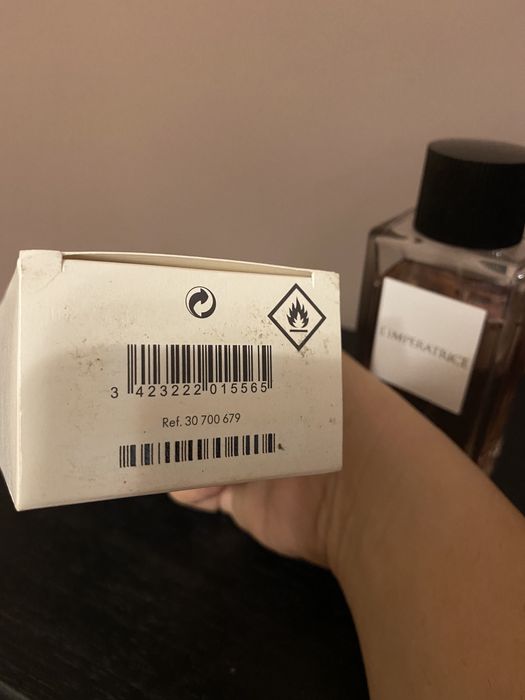 3 423222 015565
Ref. 30 700 679
L'IMPERATRICE